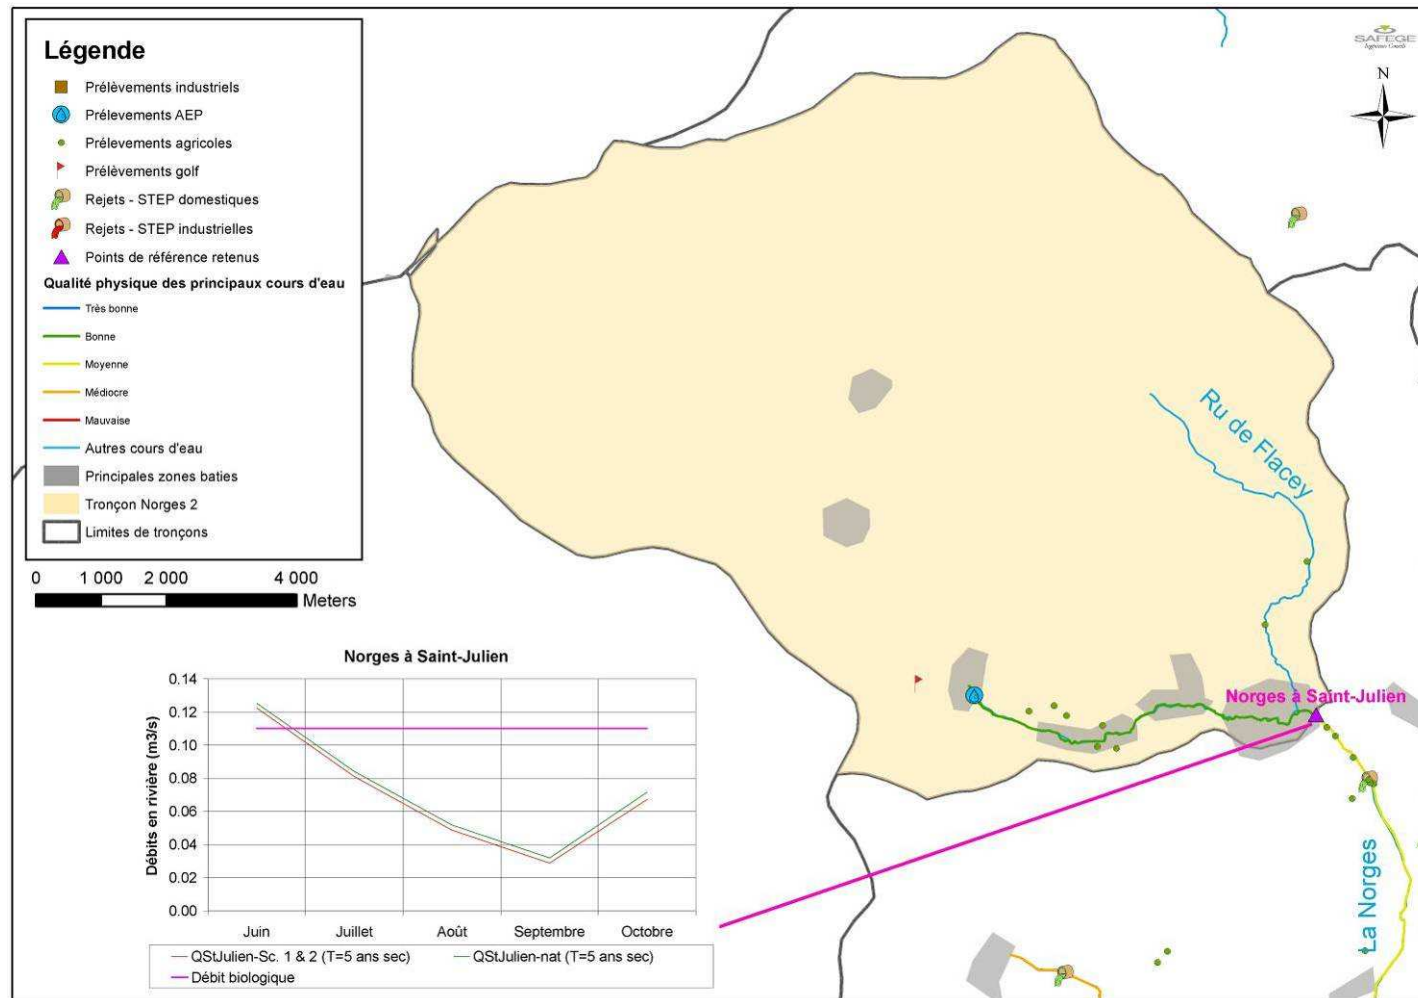 Légende
Prélèvements industriels
Prélevements AEP
Prélevements agricoles
Prélèvements golf
Rejets - STEP domestiques
Rejets - STEP industrielles
Points de référence retenus
Qualité physique des principaux cours d'eau
Très bonne
Bonne
Moyenne
Médiocre
Mauvaise
Autres cours d'eau
Principales zones baties
Tronçon Norges 2
Limites de tronçons
0 1 000 2 000 4 000
Meters
SAFEGE
Ingénieurs Conseils
N
Ru de Flacey
Norges à Saint-Julien
La Norges
Norges à Saint-Julien
Débits en rivière (m3/s)
0.14
0.12
0.10
0.08
0.06
0.04
0.02
0.00
Juin Juillet Août Septembre Octobre
QStJulien-Sc. 1 & 2 (T=5 ans sec) QStJulien-nat (T=5 ans sec)
Débit biologique